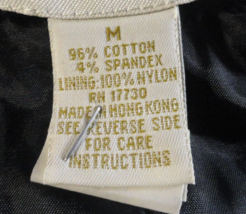 M
96% COTTON
4% SPANDEX
LINING:100% NYLON
RN 17730
MADE IN HONG KONG
SEE REVERSE SIDE
FOR CARE
INSTRUCTIONS